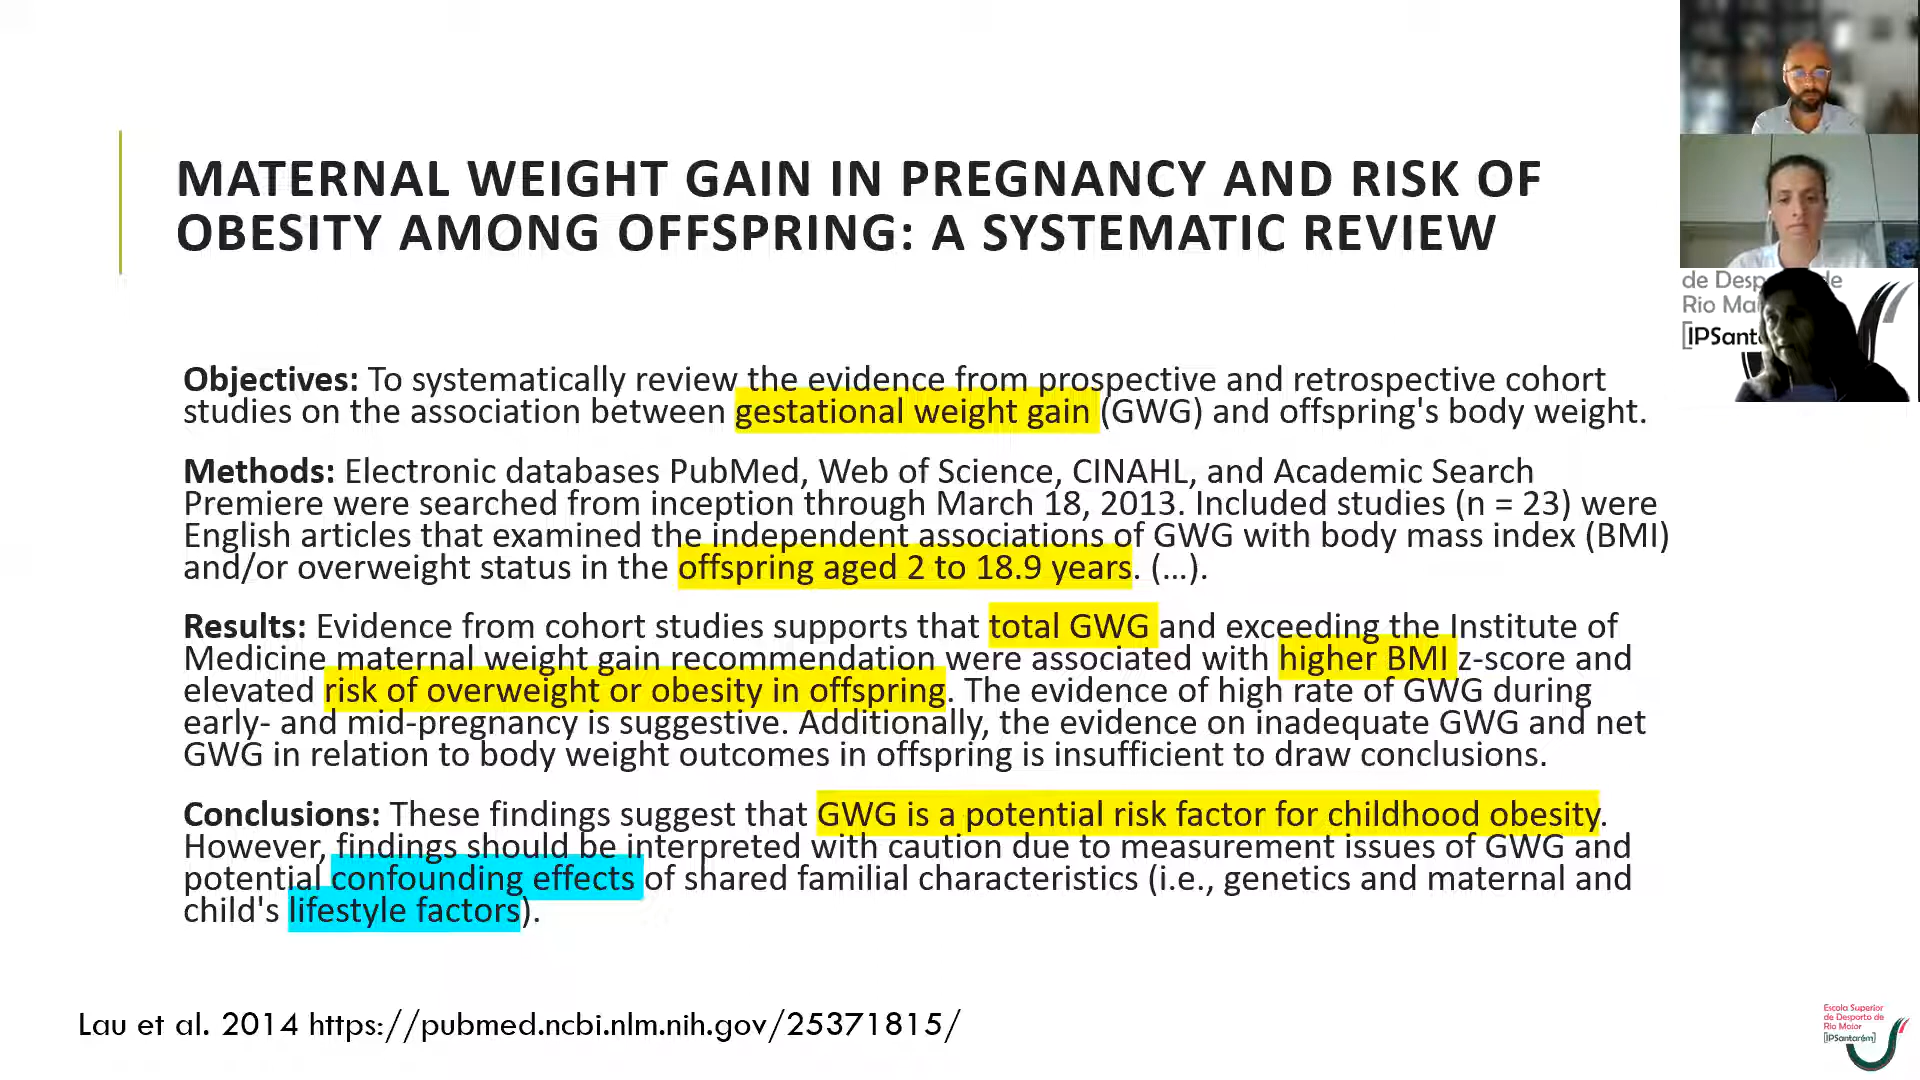 MATERNAL WEIGHT GAIN IN PREGNANCY AND RISK OF
OBESITY AMONG OFFSPRING: A SYSTEMATIC REVIEW
de Desp de
Rio Ma
[IPSant
Objectives: To systematically review the evidence from prospective and retrospective cohort
studies on the association between gestational weight gain (GWG) and offspring's body weight.
Methods: Electronic databases PubMed, Web of Science, CINAHL, and Academic Search
Premiere were searched from inception through March 18, 2013. Included studies (n = 23) were
English articles that examined the independent associations of GWG with body mass index (BMI)
and/or overweight status in the offspring aged 2 to 18.9 years. (…).
Results: Evidence from cohort studies supports that total GWG and exceeding the Institute of
Medicine maternal weight gain recommendation were associated with higher BMI z-score and
elevated risk of overweight or obesity in offspring. The evidence of high rate of GWG during
early- and mid-pregnancy is suggestive. Additionally, the evidence on inadequate GWG and net
GWG in relation to body weight outcomes in offspring is insufficient to draw conclusions.
Conclusions: These findings suggest that GWG is a potential risk factor for childhood obesity.
However, findings should be interpreted with caution due to measurement issues of GWG and
potential confounding effects of shared familial characteristics (i.e., genetics and maternal and
child's lifestyle factors).
Lau et al. 2014 https://pubmed.ncbi.nlm.nih.gov/25371815/
Escola Superior
de Desporto de
Rio Maior
[IPSantarém]